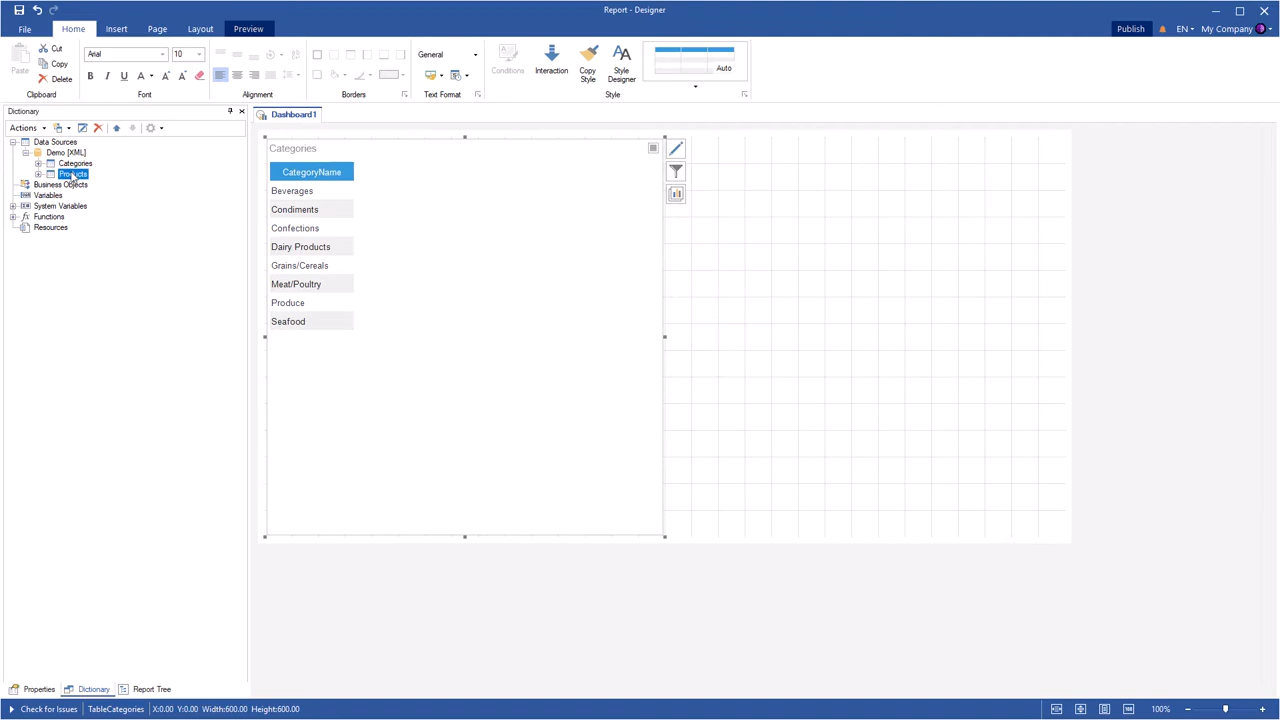 Report - Designer
File Home Insert Page Layout Preview Publish EN My Company
Paste Cut Copy Delete Clipboard
Arial 10 Font
B I U A A A
Alignment
Borders
General Text Format
Conditions Interaction Copy Style Style Designer
Auto
Style
Dictionary
Actions
Data Sources
Demo [XML]
Categories
Products
Business Objects
Variables
System Variables
fx Functions
Resources
Dashboard1
Categories
CategoryName
Beverages
Condiments
Confections
Dairy Products
Grains/Cereals
Meat/Poultry
Produce
Seafood
Properties Dictionary Report Tree
Check for Issues TableCategories X:0.00 Y:0.00 Width:600.00 Height:600.00 100%